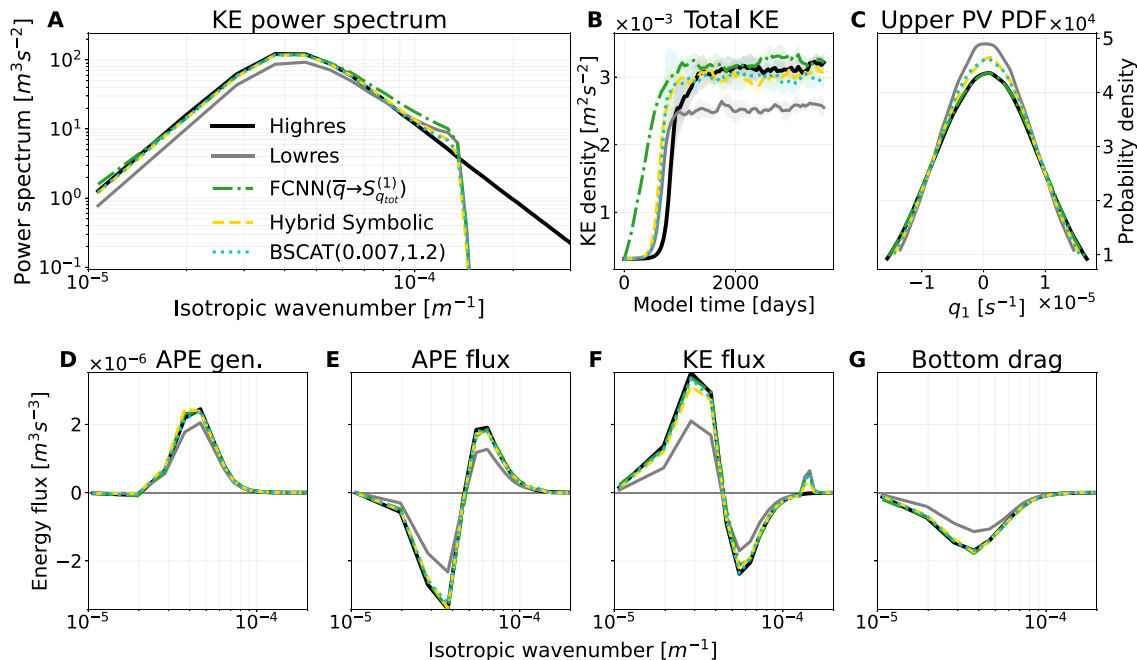 A KE power spectrum
Power spectrum [m³s⁻²]
10²
10¹
10⁰
10⁻¹
10⁻⁵
10⁻⁴
Isotropic wavenumber [m⁻¹]
Highres
Lowres
FCNN(q̅→S_{q_{tot}}^{(1)})
Hybrid Symbolic
BSCAT(0.007,1.2)
B Total KE
×10⁻³
KE density [m²s⁻²]
3
2
1
0
2000
Model time [days]
C Upper PV PDF
×10⁴
Probability density
5
4
3
2
1
−1
0
1
q₁ [s⁻¹]
×10⁻⁵
D APE gen.
×10⁻⁶
Energy flux [m³s⁻³]
2
0
−2
10⁻⁵
10⁻⁴
E APE flux
10⁻⁵
10⁻⁴
F KE flux
10⁻⁵
10⁻⁴
G Bottom drag
10⁻⁵
10⁻⁴
Isotropic wavenumber [m⁻¹]